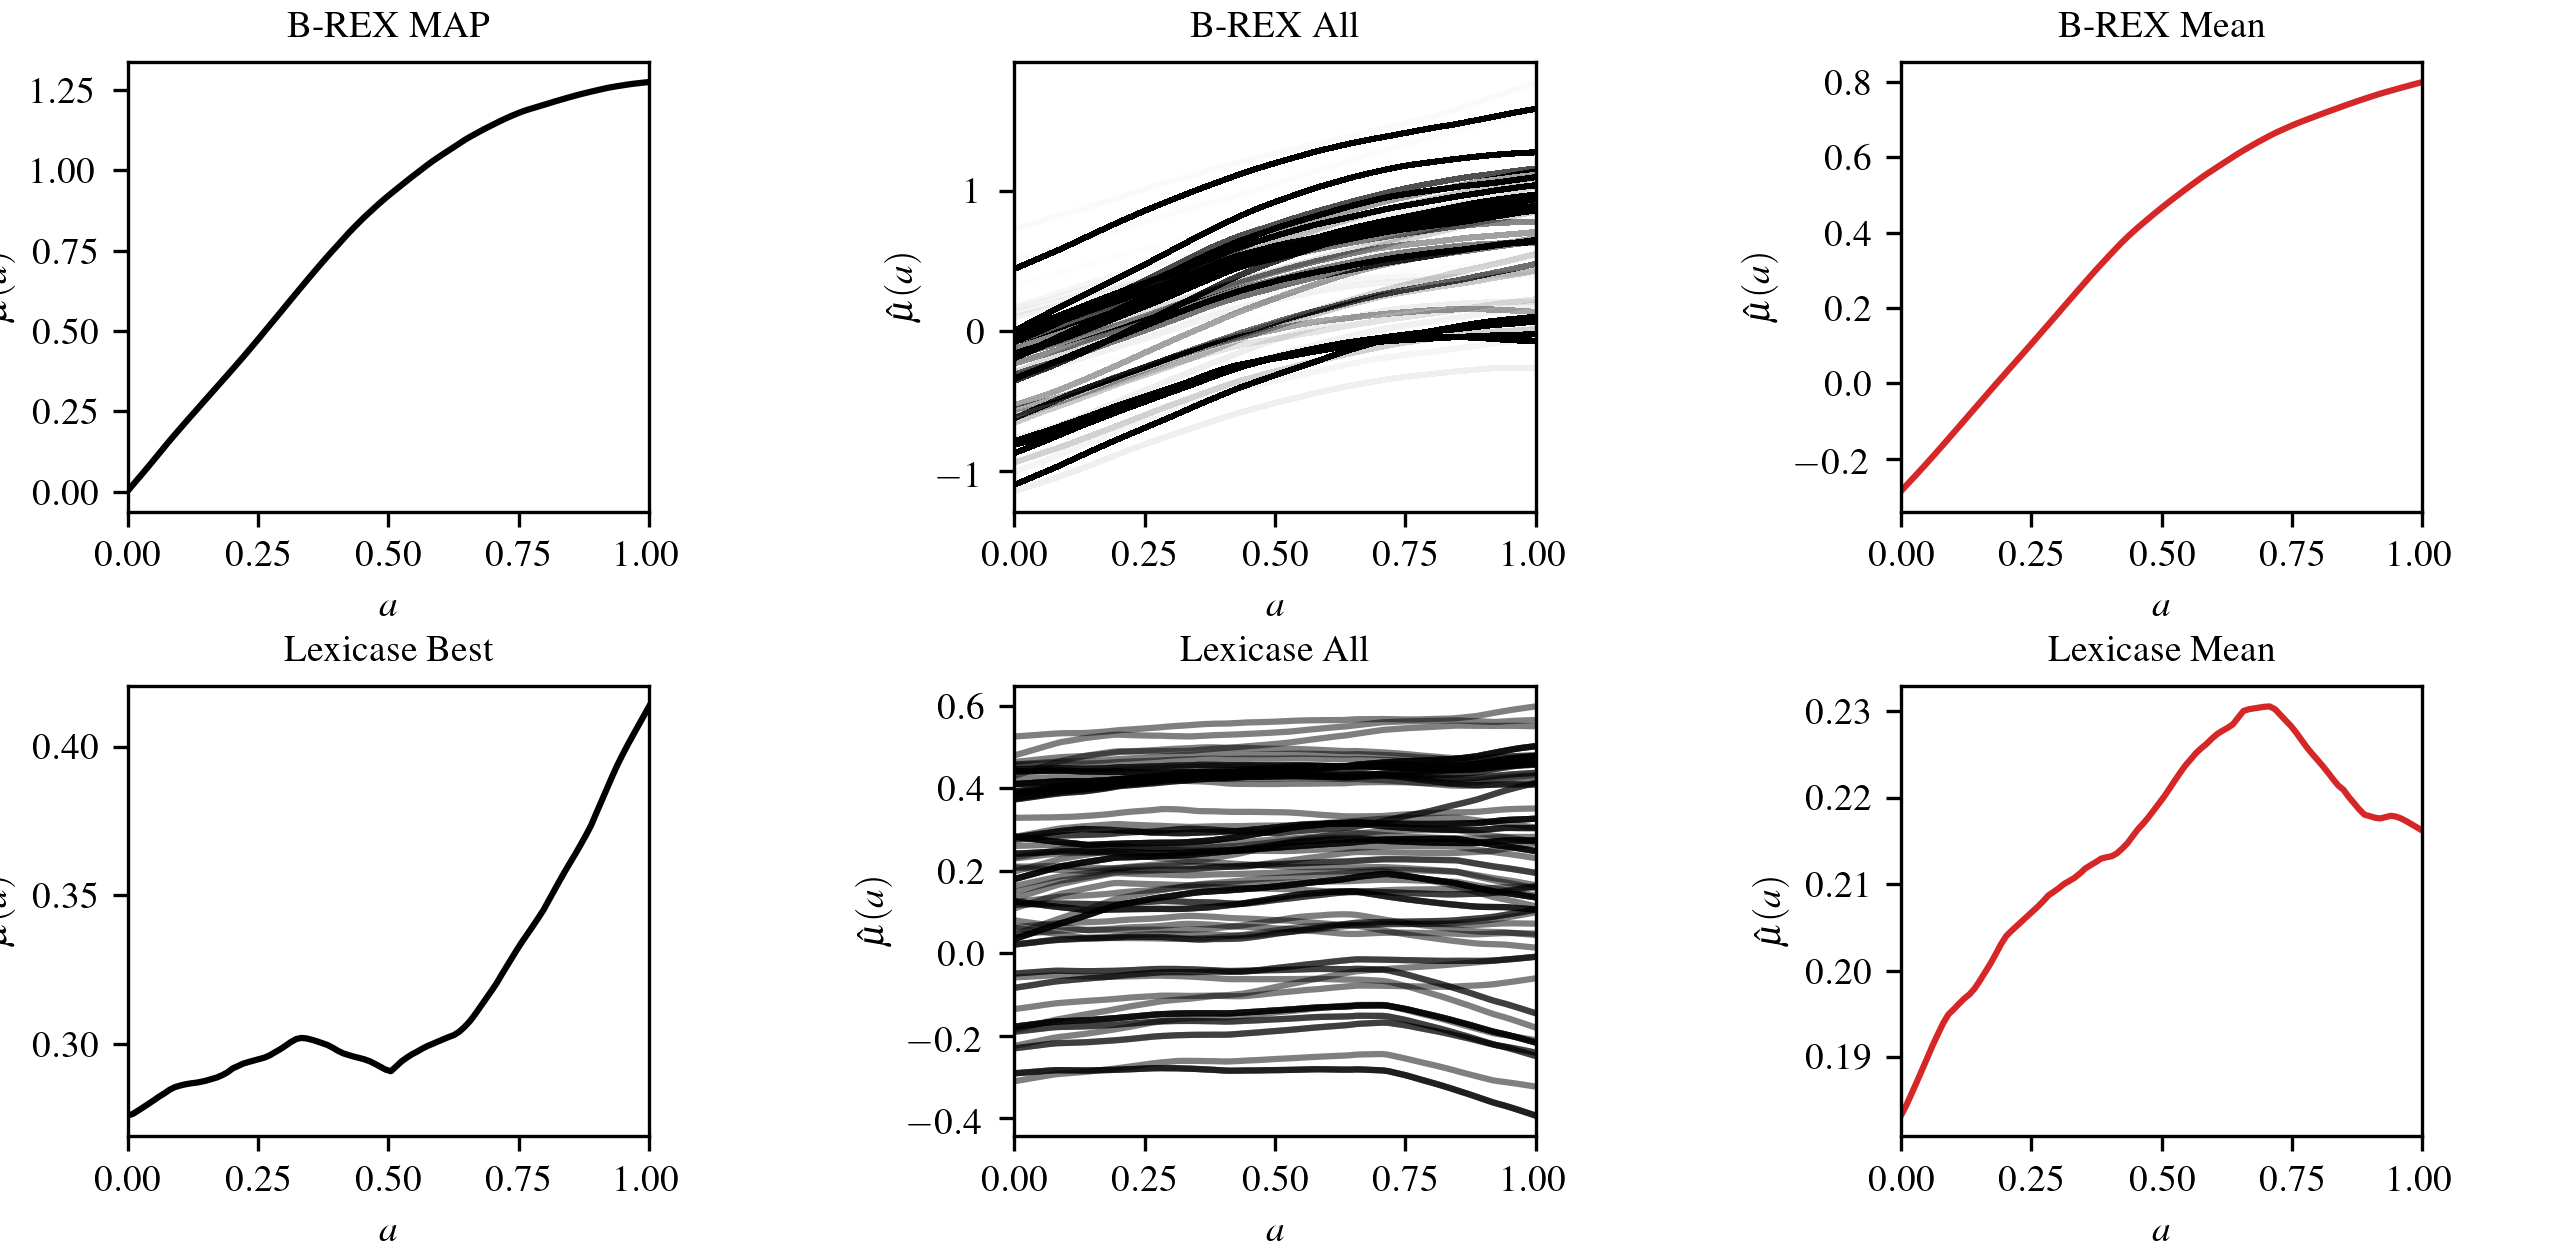 B-REX MAP
1.25
1.00
0.75
0.50
0.25
0.00
0.00 0.25 0.50 0.75 1.00
a
B-REX All
μ̂(a)
1
0
−1
0.00 0.25 0.50 0.75 1.00
a
B-REX Mean
μ̂(a)
0.8
0.6
0.4
0.2
0.0
−0.2
0.00 0.25 0.50 0.75 1.00
a
Lexicase Best
0.40
0.35
0.30
0.00 0.25 0.50 0.75 1.00
a
Lexicase All
μ̂(a)
0.6
0.4
0.2
0.0
−0.2
−0.4
0.00 0.25 0.50 0.75 1.00
a
Lexicase Mean
μ̂(a)
0.23
0.22
0.21
0.20
0.19
0.00 0.25 0.50 0.75 1.00
a